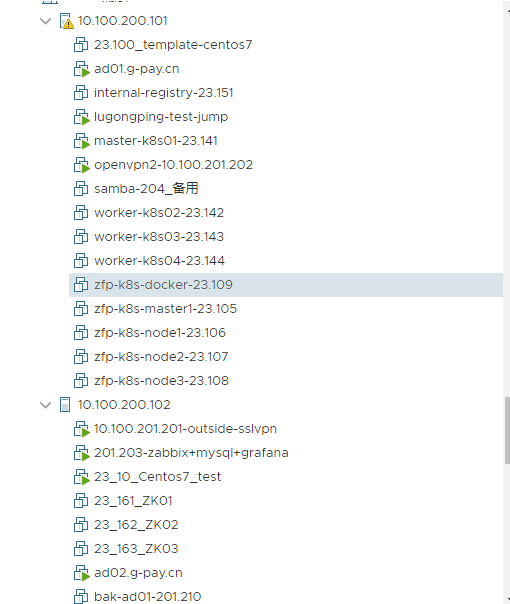 10.100.200.101
23.100_template-centos7
ad01.g-pay.cn
internal-registry-23.151
lugongping-test-jump
master-k8s01-23.141
openvpn2-10.100.201.202
samba-204_备用
worker-k8s02-23.142
worker-k8s03-23.143
worker-k8s04-23.144
zfp-k8s-docker-23.109
zfp-k8s-master1-23.105
zfp-k8s-node1-23.106
zfp-k8s-node2-23.107
zfp-k8s-node3-23.108
10.100.200.102
10.100.201.201-outside-sslvpn
201.203-zabbix+mysql+grafana
23_10_Centos7_test
23_161_ZK01
23_162_ZK02
23_163_ZK03
ad02.g-pay.cn
bak-ad01-201.210